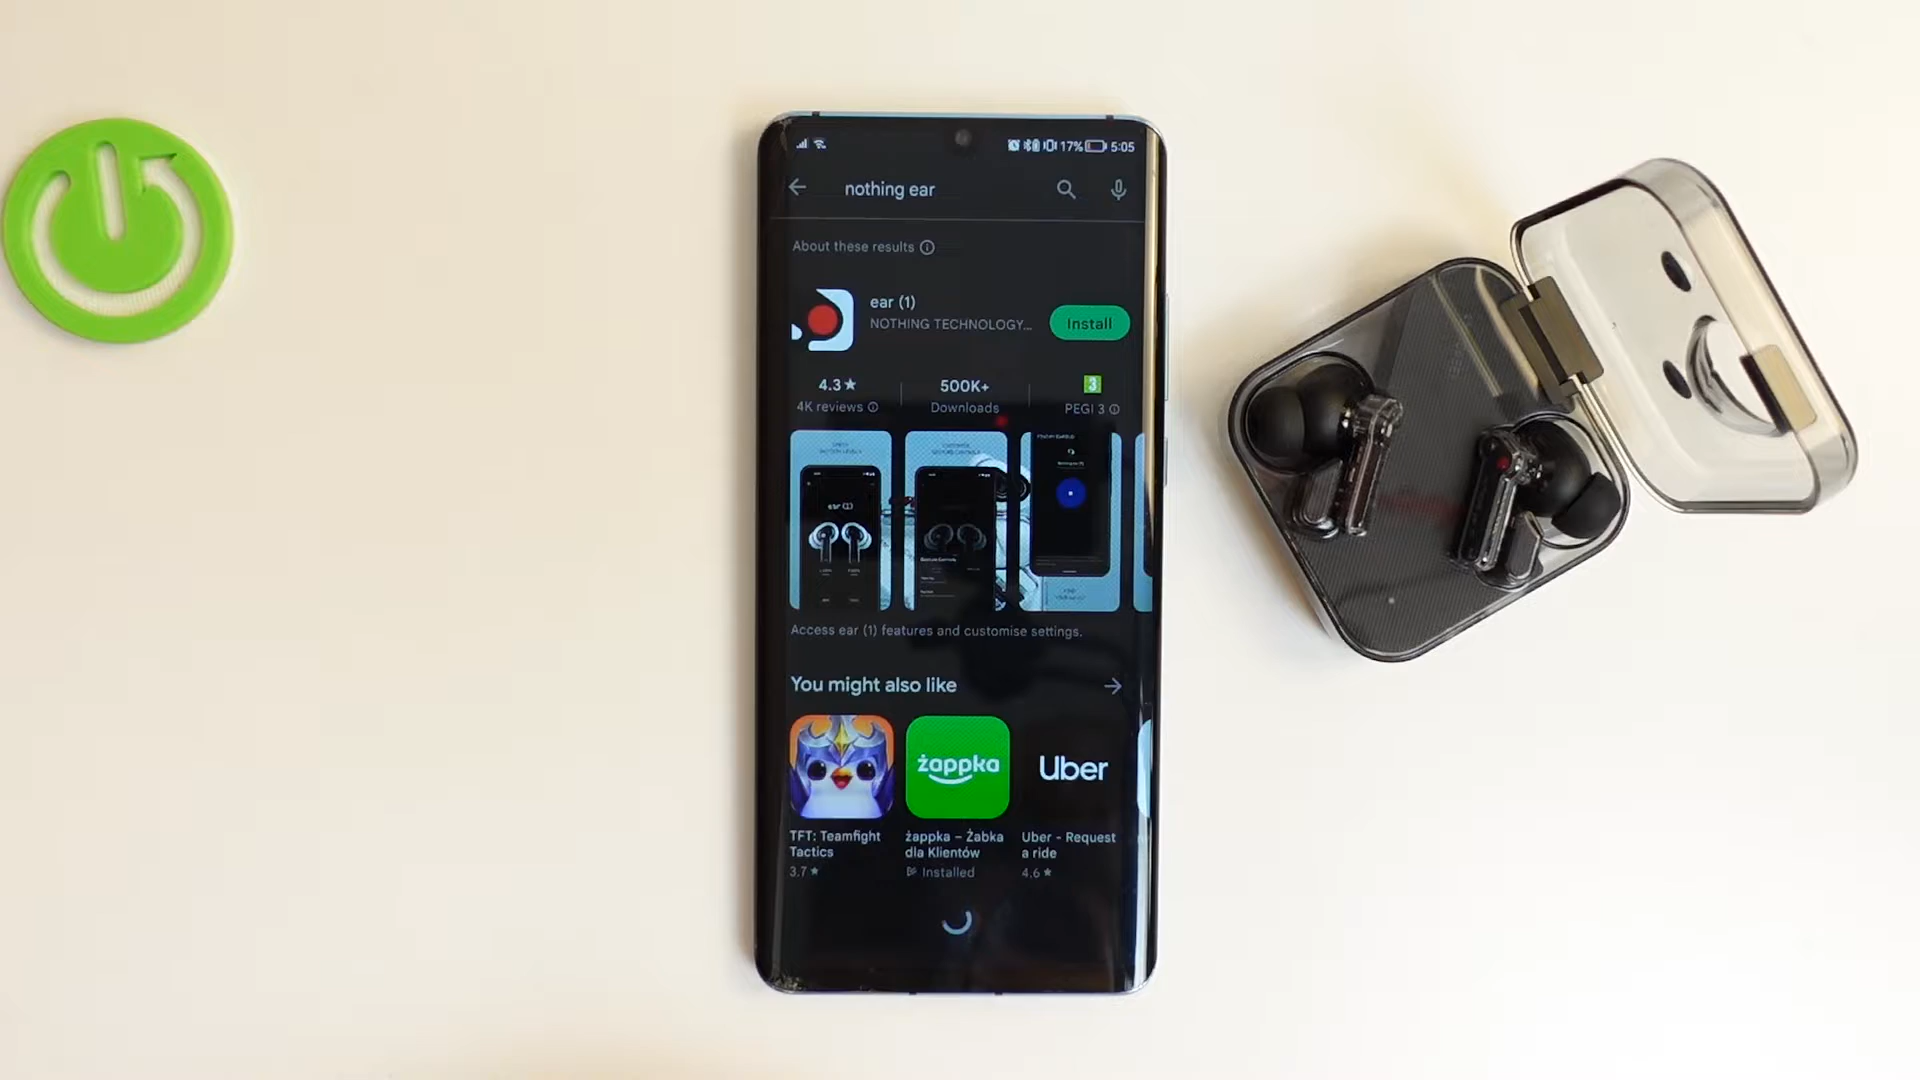 17% 5:05
nothing ear
About these results
ear (1)
NOTHING TECHNOLOGY...
Install
4.3★
500K+
3
4K reviews
Downloads
PEGI 3
ear (1)
Access ear (1) features and customise settings.
You might also like
żappka
Uber
TFT: Teamfight
Tactics
3.7★
żappka – Żabka
dla Klientów
Installed
Uber - Request
a ride
4.6★